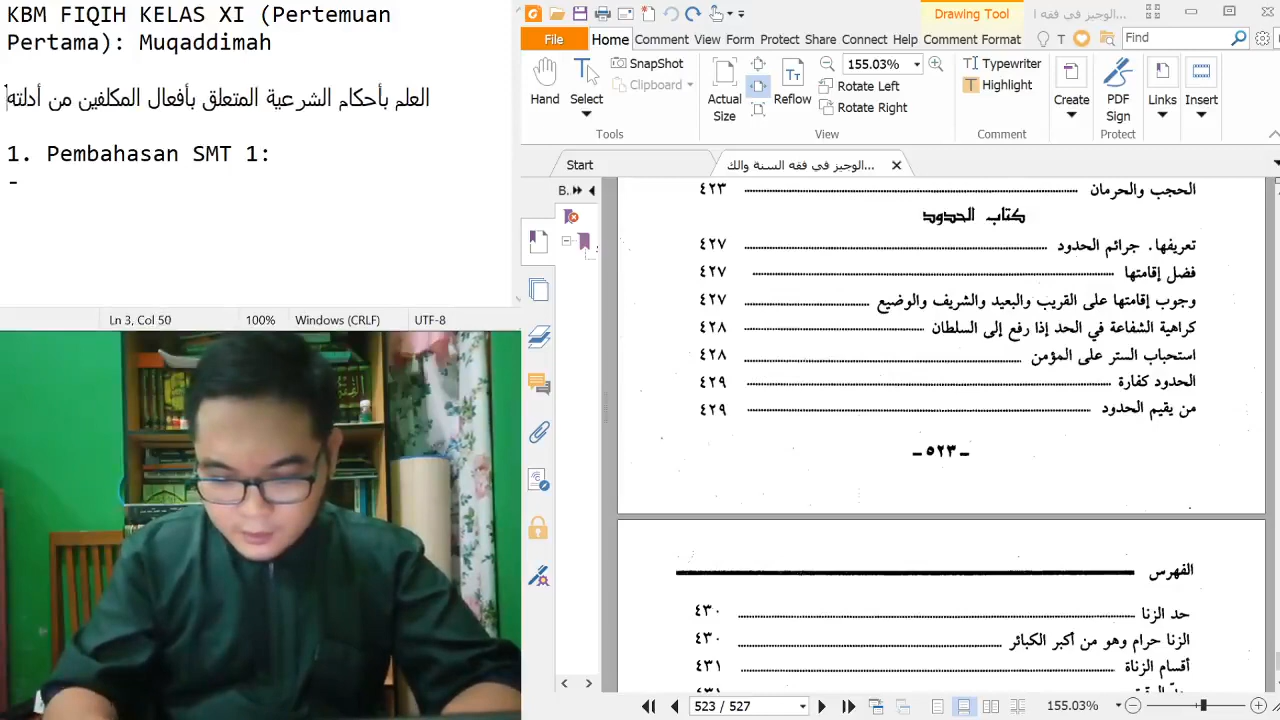 KBM FIQIH KELAS XI (Pertemuan
Pertama): Muqaddimah
العلم بأحكام الشرعية المتعلق بأفعال المكلفين من أدلته
1. Pembahasan SMT 1:
-
Ln 3, Col 50
100%
Windows (CRLF)
UTF-8
Drawing Tool
الوجيز في فقه ا
File
Home
Comment
View
Form
Protect
Share
Connect
Help
Comment Format
Find
Hand
Select
SnapShot
Clipboard
Tools
Actual
Size
Reflow
155.03%
Rotate Left
Rotate Right
View
Typewriter
Highlight
Comment
Create
PDF
Sign
Protect
Links
Insert
Start
الوجيز في فقه السنة والك...
B..
الحجب والحرمان ٤٢٣
كتاب الحدود
تعريفها. جرائم الحدود ٤٢٧
فضل إقامتها ٤٢٧
وجوب إقامتها على القريب والبعيد والشريف والوضيع ٤٢٧
كراهية الشفاعة في الحد إذا رفع إلى السلطان ٤٢٨
استحباب الستر على المؤمن ٤٢٨
الحدود كفارة ٤٢٩
من يقيم الحدود ٤٢٩
ـ ٥٢٣ ـ
الفهرس
حد الزنا ٤٣٠
الزنا حرام وهو من أكبر الكبائر ٤٣٠
أقسام الزناة ٤٣١
523 / 527
155.03%